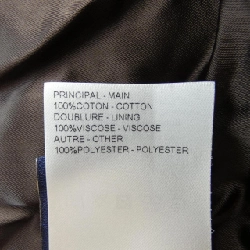 PRINCIPAL - MAIN
100%COTON - COTTON
DOUBLURE - LINING
100%VISCOSE - VISCOSE
AUTRE - OTHER
100%POLYESTER - POLYESTER